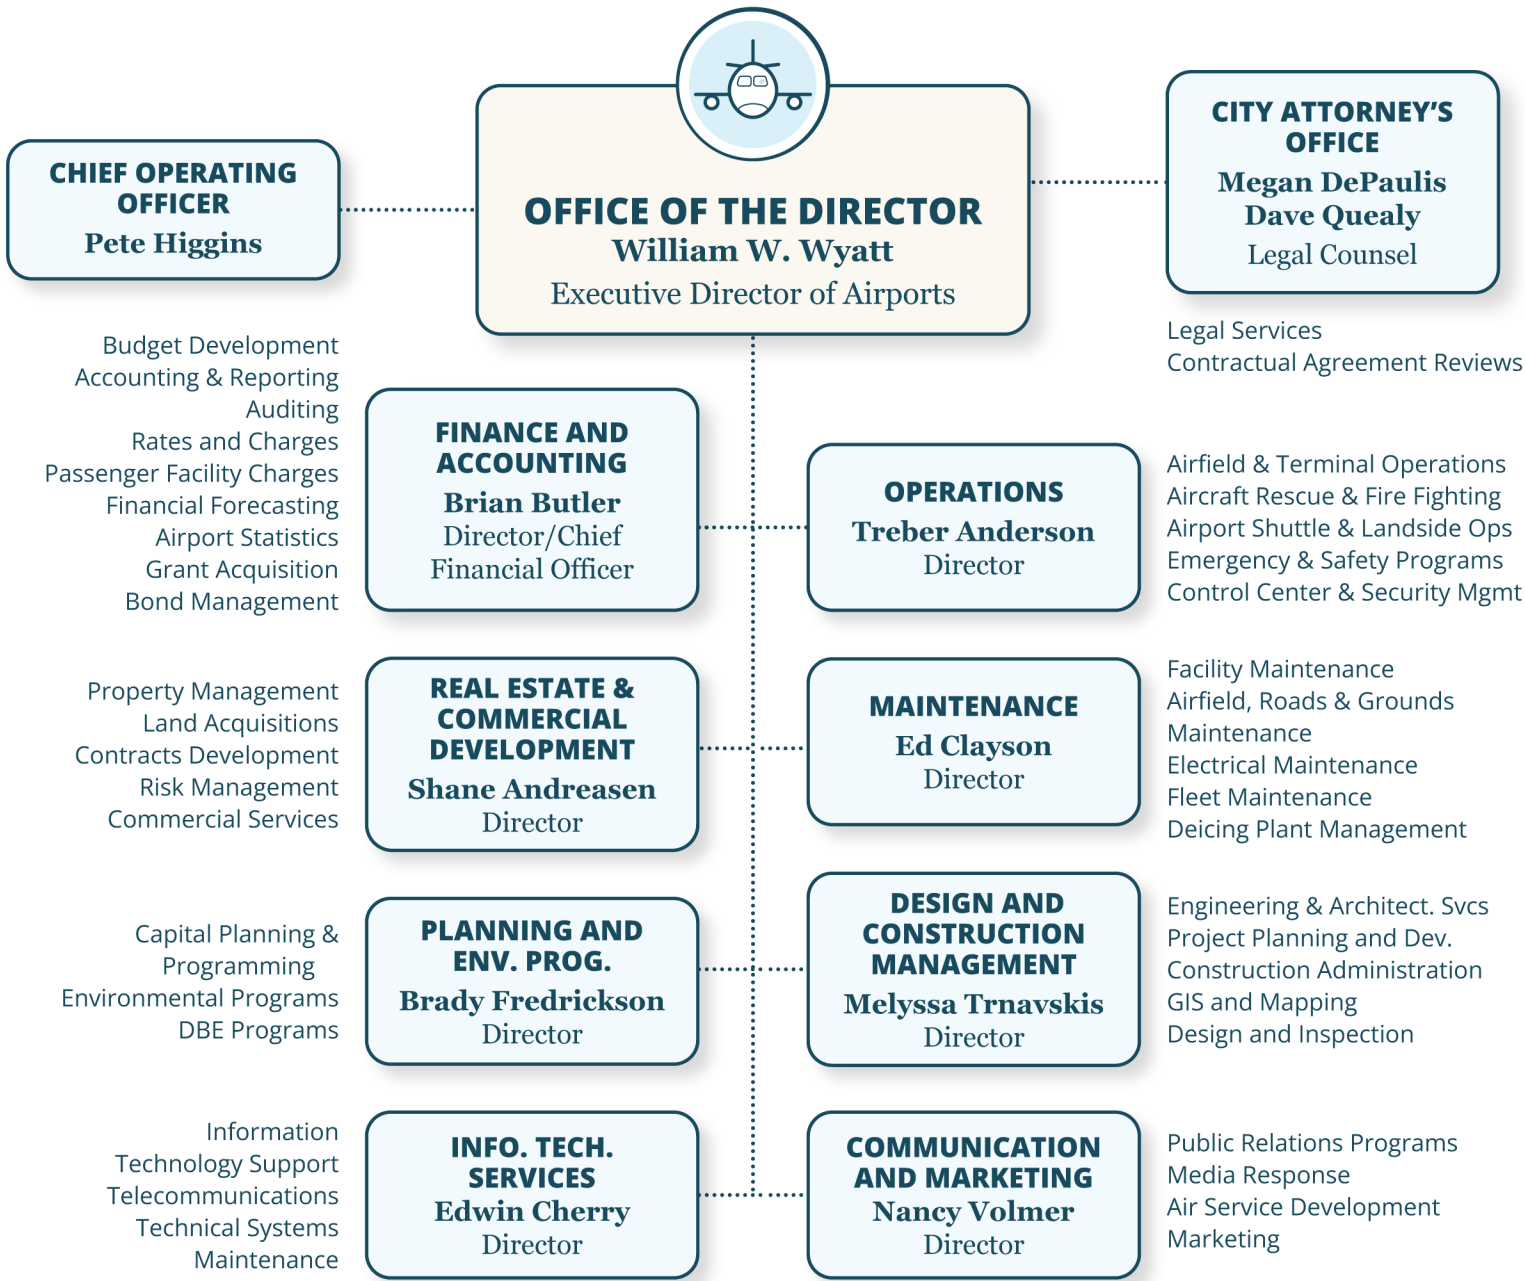 CHIEF OPERATING
OFFICER
Pete Higgins
OFFICE OF THE DIRECTOR
William W. Wyatt
Executive Director of Airports
CITY ATTORNEY’S
OFFICE
Megan DePaulis
Dave Quealy
Legal Counsel
Legal Services
Contractual Agreement Reviews
Budget Development
Accounting & Reporting
Auditing
Rates and Charges
Passenger Facility Charges
Financial Forecasting
Airport Statistics
Grant Acquisition
Bond Management
FINANCE AND
ACCOUNTING
Brian Butler
Director/Chief
Financial Officer
OPERATIONS
Treber Anderson
Director
Airfield & Terminal Operations
Aircraft Rescue & Fire Fighting
Airport Shuttle & Landside Ops
Emergency & Safety Programs
Control Center & Security Mgmt
Property Management
Land Acquisitions
Contracts Development
Risk Management
Commercial Services
REAL ESTATE &
COMMERCIAL
DEVELOPMENT
Shane Andreasen
Director
MAINTENANCE
Ed Clayson
Director
Facility Maintenance
Airfield, Roads & Grounds
Maintenance
Electrical Maintenance
Fleet Maintenance
Deicing Plant Management
Capital Planning &
Programming
Environmental Programs
DBE Programs
PLANNING AND
ENV. PROG.
Brady Fredrickson
Director
DESIGN AND
CONSTRUCTION
MANAGEMENT
Melyssa Trnavskis
Director
Engineering & Architect. Svcs
Project Planning and Dev.
Construction Administration
GIS and Mapping
Design and Inspection
Information
Technology Support
Telecommunications
Technical Systems
Maintenance
INFO. TECH.
SERVICES
Edwin Cherry
Director
COMMUNICATION
AND MARKETING
Nancy Volmer
Director
Public Relations Programs
Media Response
Air Service Development
Marketing